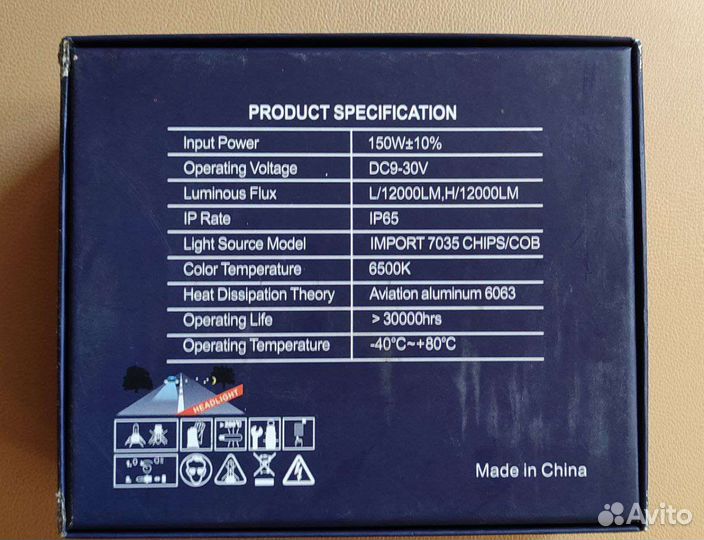 PRODUCT SPECIFICATION
Input Power 150W±10%
Operating Voltage DC9-30V
Luminous Flux L/12000LM,H/12000LM
IP Rate IP65
Light Source Model IMPORT 7035 CHIPS/COB
Color Temperature 6500K
Heat Dissipation Theory Aviation aluminum 6063
Operating Life > 30000hrs
Operating Temperature -40°C~+80°C
HEADLIGHT
Made in China
Avito